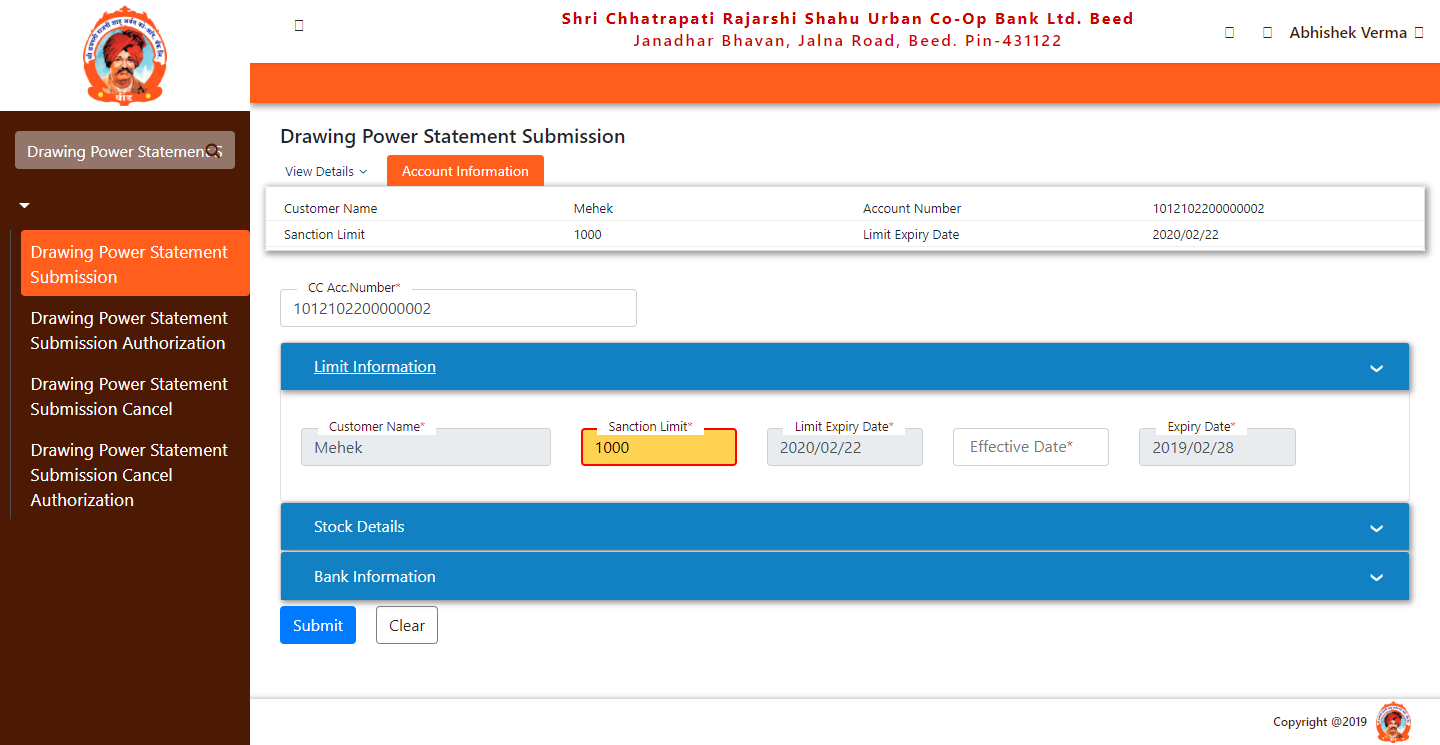 Shri Chhatrapati Rajarshi Shahu Urban Co-Op Bank Ltd. Beed
Janadhar Bhavan, Jalna Road, Beed. Pin-431122
Abhishek Verma
बीड
Drawing Power Statement S
Drawing Power Statement
Submission
Drawing Power Statement
Submission Authorization
Drawing Power Statement
Submission Cancel
Drawing Power Statement
Submission Cancel
Authorization
Drawing Power Statement Submission
View Details Account Information
Customer Name Mehek Account Number 1012102200000002
Sanction Limit 1000 Limit Expiry Date 2020/02/22
CC Acc.Number*
1012102200000002
Limit Information
Customer Name* Sanction Limit* Limit Expiry Date* Expiry Date*
Mehek 1000 2020/02/22 Effective Date* 2019/02/28
Stock Details
Bank Information
Submit Clear
Copyright @2019